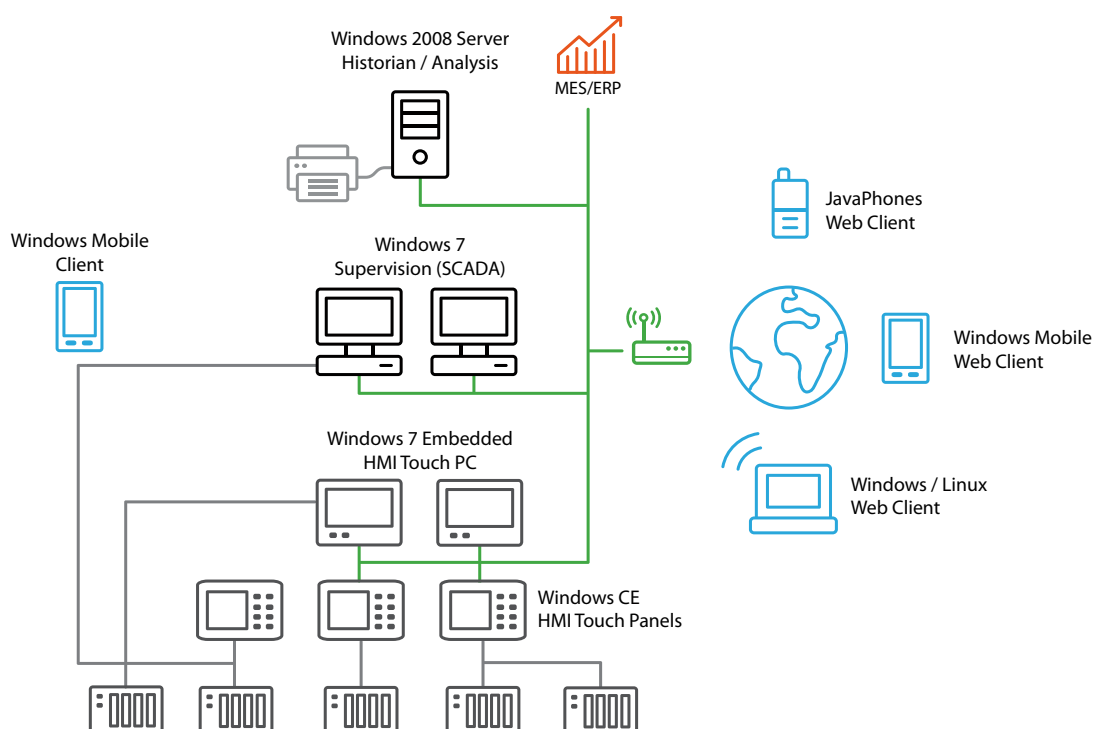 Windows 2008 Server
Historian / Analysis
MES/ERP
JavaPhones
Web Client
Windows Mobile
Client
Windows 7
Supervision (SCADA)
Windows Mobile
Web Client
Windows 7 Embedded
HMI Touch PC
Windows / Linux
Web Client
Windows CE
HMI Touch Panels